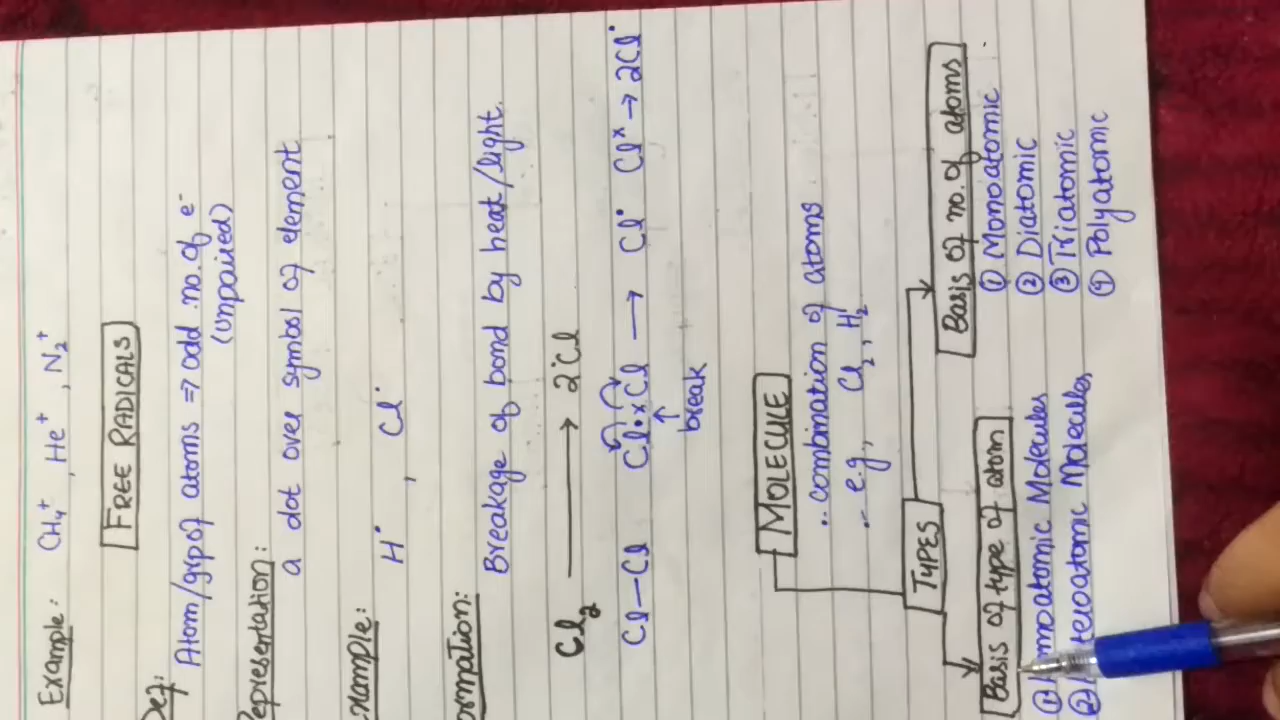 Example: CH4+, He+, N2+
FREE RADICALS
Def: Atom/grp of atoms ⇒ odd no. of e-
(unpaired)
Representation:
a dot over symbol of element
Example:
H•, Cl•
Formation:
Breakage of bond by heat/light.
Cl2 ⟶ 2Cl
Cl—Cl Cl•×Cl ⟶ Cl• Cl× → 2Cl•
↑
break
MOLECULE
.. combination of atoms
.. e.g., Cl2, H2
TYPES
Basis of type of atom
① Homoatomic Molecules
② Heteroatomic Molecules
Basis of no. of atoms
① Monoatomic
② Diatomic
③ Triatomic
④ Polyatomic